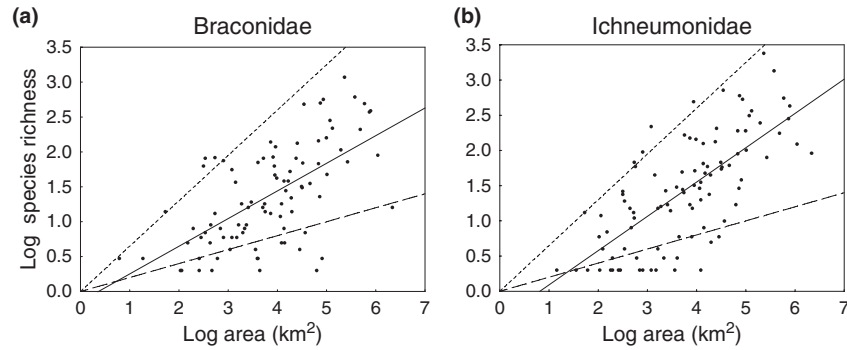 (a) Braconidae
3.5
3.0
2.5
2.0
1.5
1.0
0.5
0.0
Log species richness
0 1 2 3 4 5 6 7
Log area (km²)
(b) Ichneumonidae
3.5
3.0
2.5
2.0
1.5
1.0
0.5
0.0
0 1 2 3 4 5 6 7
Log area (km²)